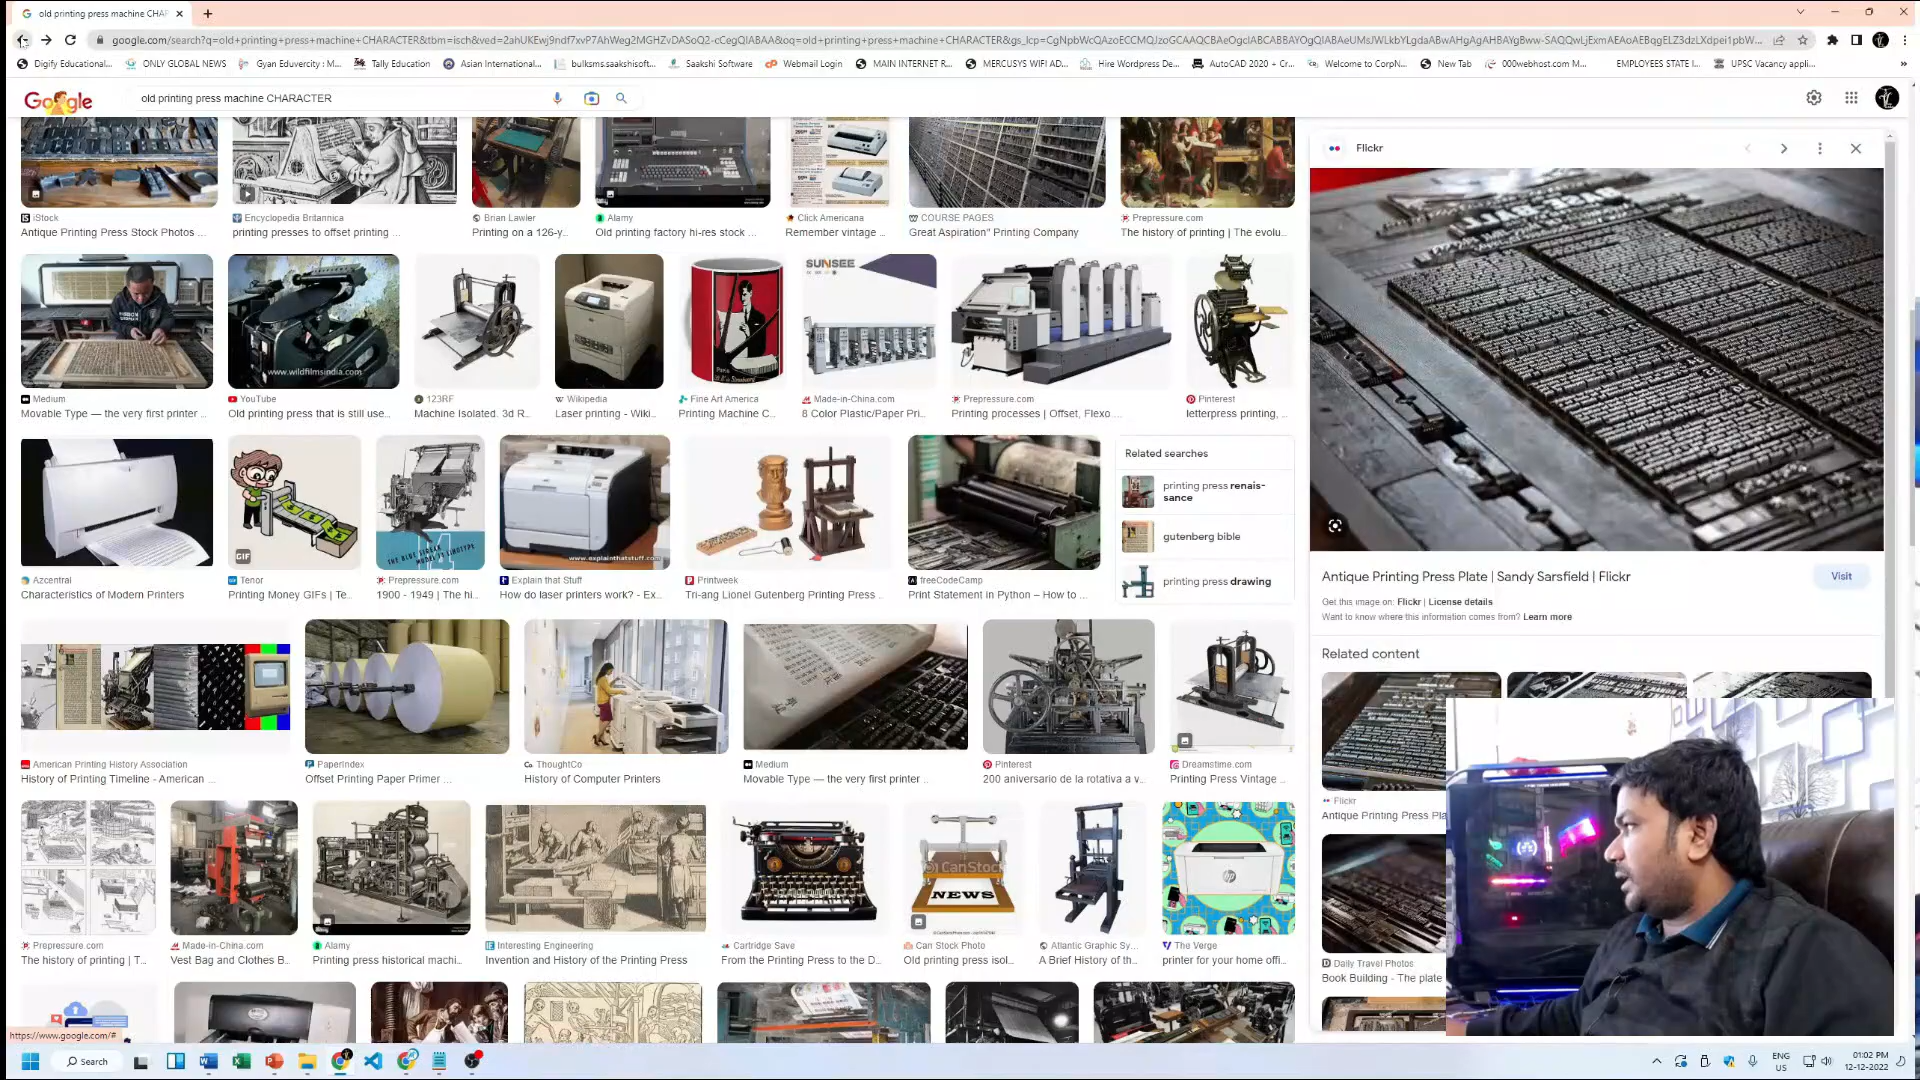 old printing press machine CHAR
google.com/search?q=old+printing+press+machine+CHARACTER&tbm=isch&ved=
Digify Educational...
ONLY GLOBAL NEWS
Gyan Eduvercity : M...
Tally Education
Asian International...
bulksms.saakshisoft...
Saakshi Software
Webmail Login
MAIN INTERNET R...
MERCUSYS WIFI AD...
Hire Wordpress De...
AutoCAD 2020 + Cr...
Welcome to CorpN...
New Tab
000webhost.com M...
EMPLOYEES STATE I...
UPSC Vacancy appli...
Google
old printing press machine CHARACTER
iStock
Antique Printing Press Stock Photos ...
Encyclopedia Britannica
printing presses to offset printing ...
Brian Lawler
Printing on a 126-y...
Alamy
Old printing factory hi-res stock ...
Click Americana
Remember vintage ...
COURSE PAGES
Great Aspiration" Printing Company
Prepressure.com
The history of printing | The evolu...
www.wildfilmsindia.com
SUNSEE
Medium
Movable Type — the very first printer ...
YouTube
Old printing press that is still use...
123RF
Machine Isolated. 3d R...
Wikipedia
Laser printing - Wiki...
Fine Art America
Printing Machine C...
Made-in-China.com
8 Color Plastic/Paper Pri...
Prepressure.com
Printing processes | Offset, Flexo ...
Pinterest
letterpress printing, ...
GIF
www.explainthatstuff.com
Azcentral
Characteristics of Modern Printers
Tenor
Printing Money GIFs | Te...
Prepressure.com
1900 - 1949 | The hi...
Explain that Stuff
How do laser printers work? - Ex...
Printweek
Tri-ang Lionel Gutenberg Printing Press ...
freeCodeCamp
Print Statement in Python – How to ...
Related searches
printing press renais-
sance
gutenberg bible
printing press drawing
American Printing History Association
History of Printing Timeline - American ...
PaperIndex
Offset Printing Paper Primer ...
ThoughtCo
History of Computer Printers
Medium
Movable Type — the very first printer ..
Pinterest
200 aniversario de la rotativa a v...
Dreamstime.com
Printing Press Vintage ...
CanStock
NEWS
Prepressure.com
The history of printing | T...
Made-in-China.com
Vest Bag and Clothes B...
Alamy
Printing press historical machi...
Interesting Engineering
Invention and History of the Printing Press
Cartridge Save
From the Printing Press to the D...
Can Stock Photo
Old printing press isol...
Atlantic Graphic Sy...
A Brief History of th...
The Verge
printer for your home offi...
Flickr
Antique Printing Press Plate | Sandy Sarsfield | Flickr
Visit
Get this image on: Flickr | License details
Want to know where this information comes from? Learn more
Related content
Flickr
Antique Printing Press Pla
Daily Travel Photos
Book Building - The plate
https://www.google.com/#
Search
ENG
US
01:02 PM
12-12-2022